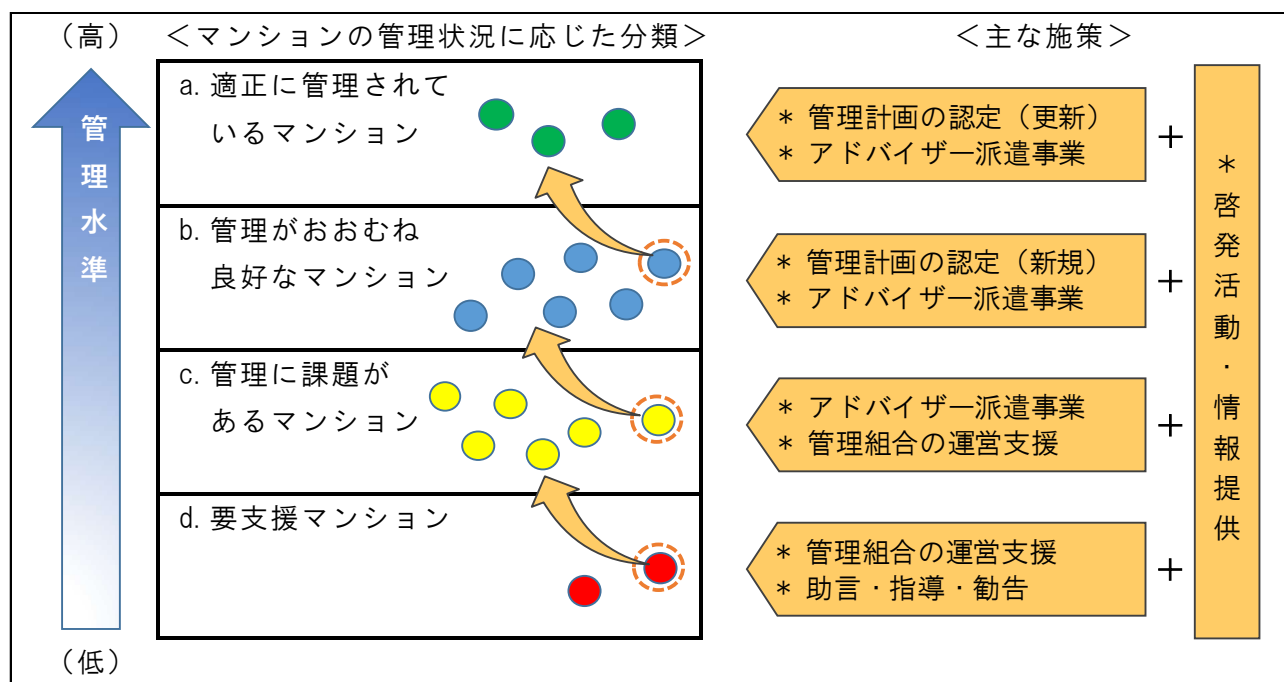 （高）
＜マンションの管理状況に応じた分類＞
＜主な施策＞
管理水準
（低）
a. 適正に管理されて
いるマンション
＊ 管理計画の認定（更新）
＊ アドバイザー派遣事業
＋
b. 管理がおおむね
良好なマンション
＊ 管理計画の認定（新規）
＊ アドバイザー派遣事業
＋
c. 管理に課題が
あるマンション
＊ アドバイザー派遣事業
＊ 管理組合の運営支援
＋
d. 要支援マンション
＊ 管理組合の運営支援
＊ 助言・指導・勧告
＋
＊啓発活動・情報提供